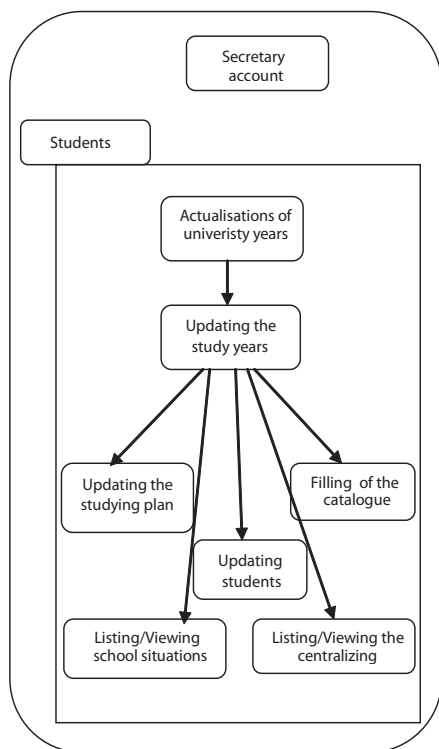 Secretary
account
Students
Actualisations of
univeristy years
Updating the
study years
Updating the
studying plan
Filling of the
catalogue
Updating
students
Listing/Viewing
school situations
Listing/Viewing the
centralizing